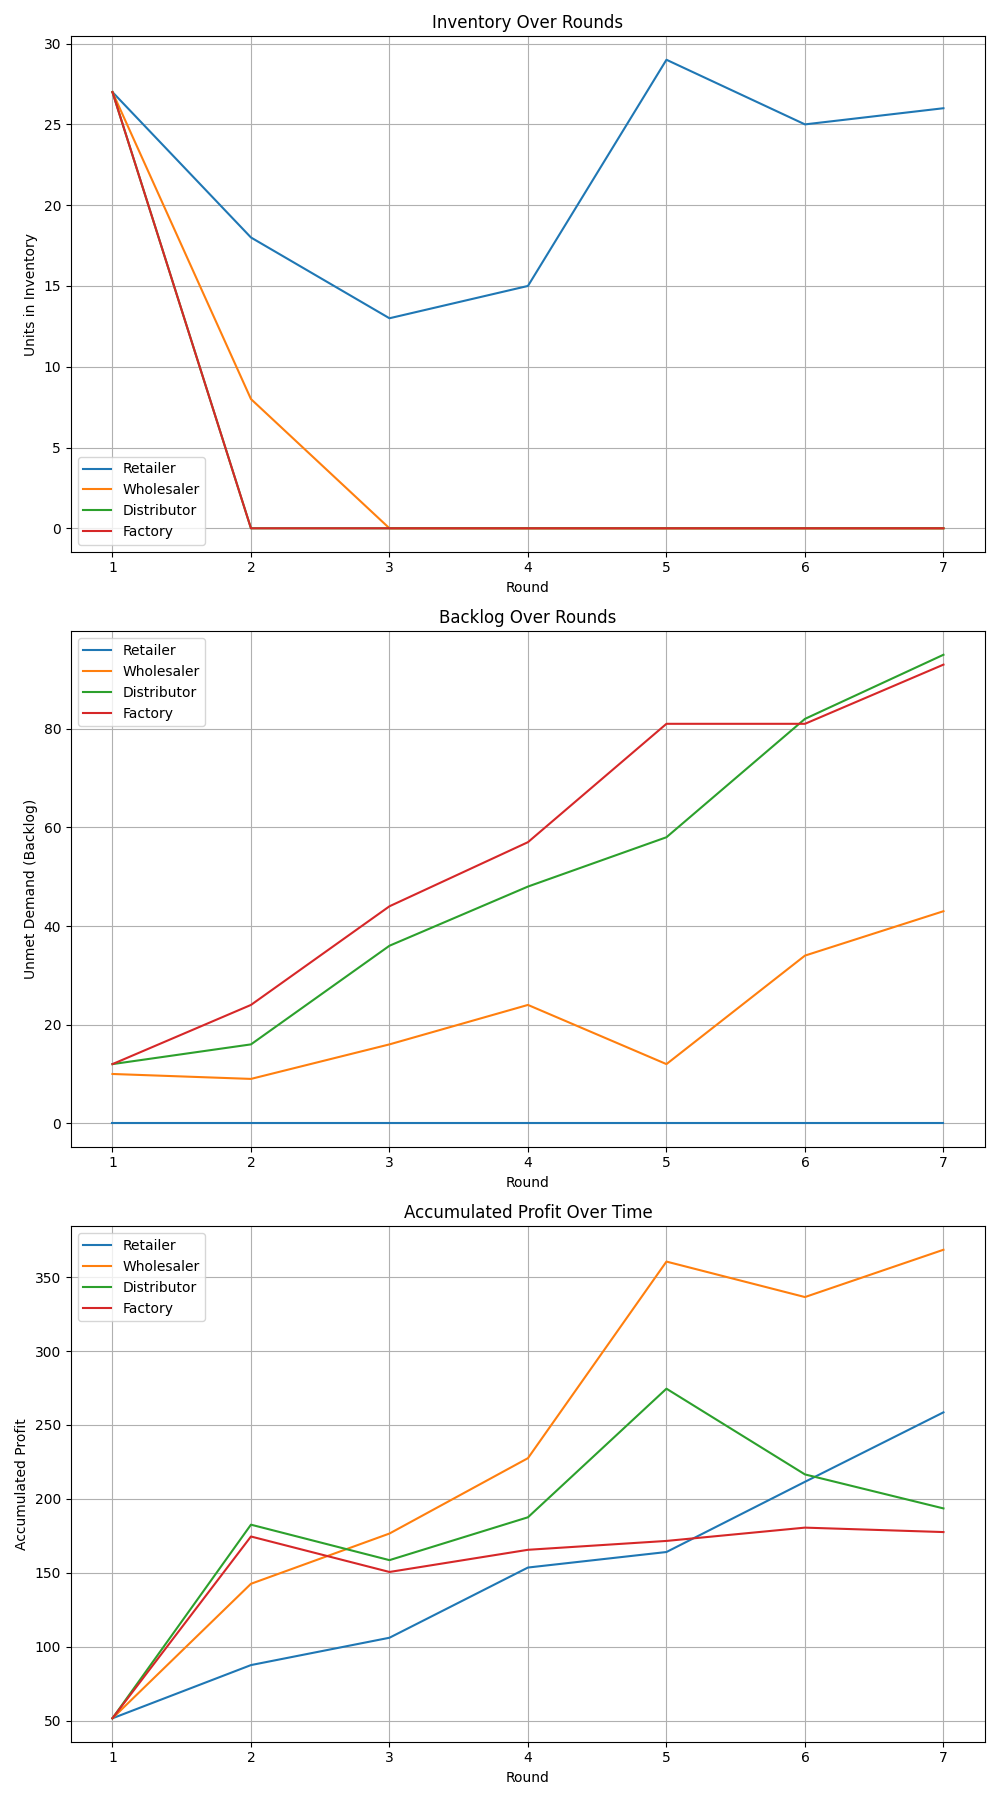 Inventory Over Rounds
30
25
20
15
10
5
0
Units in Inventory
Retailer
Wholesaler
Distributor
Factory
1 2 3 4 5 6 7
Round
Backlog Over Rounds
Retailer
Wholesaler
Distributor
Factory
80
60
40
20
0
Unmet Demand (Backlog)
1 2 3 4 5 6 7
Round
Accumulated Profit Over Time
Retailer
Wholesaler
Distributor
Factory
350
300
250
200
150
100
50
Accumulated Profit
1 2 3 4 5 6 7
Round